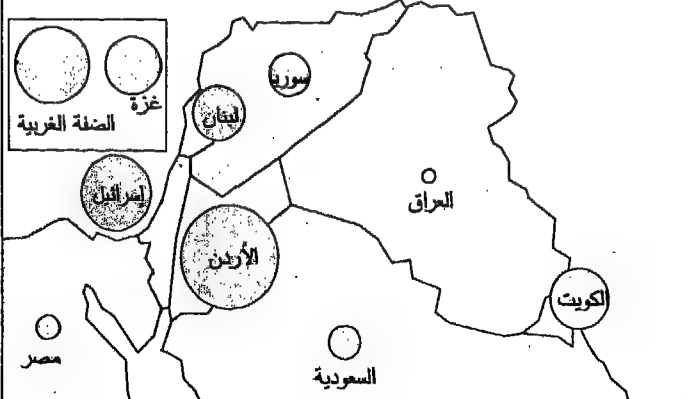 غزة
الضفة الغربية
سوريا
لبنان
إسرائيل
العراق
الأردن
الكويت
مصر
السعودية